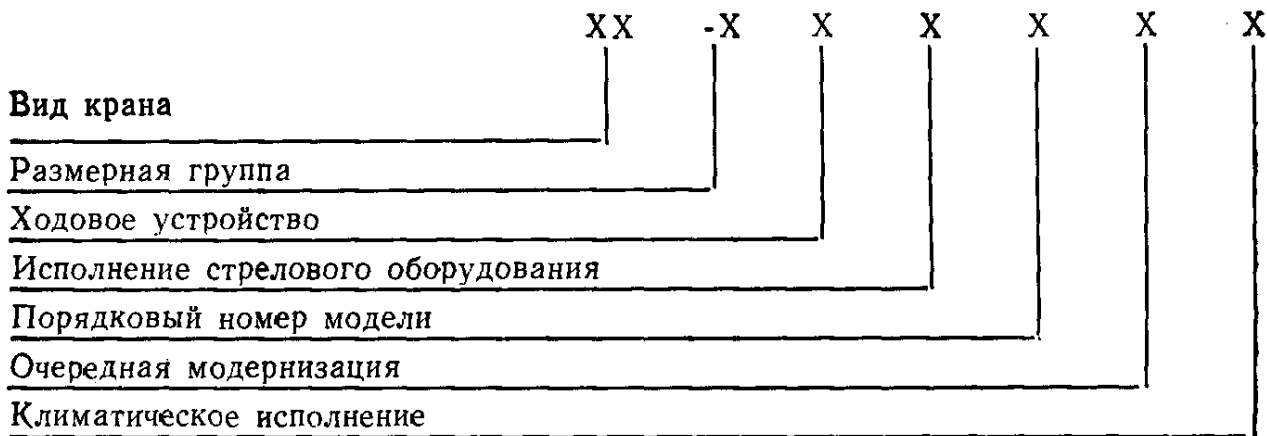 XX -X X X X X X
Вид крана
Размерная группа
Ходовое устройство
Исполнение стрелового оборудования
Порядковый номер модели
Очередная модернизация
Климатическое исполнение